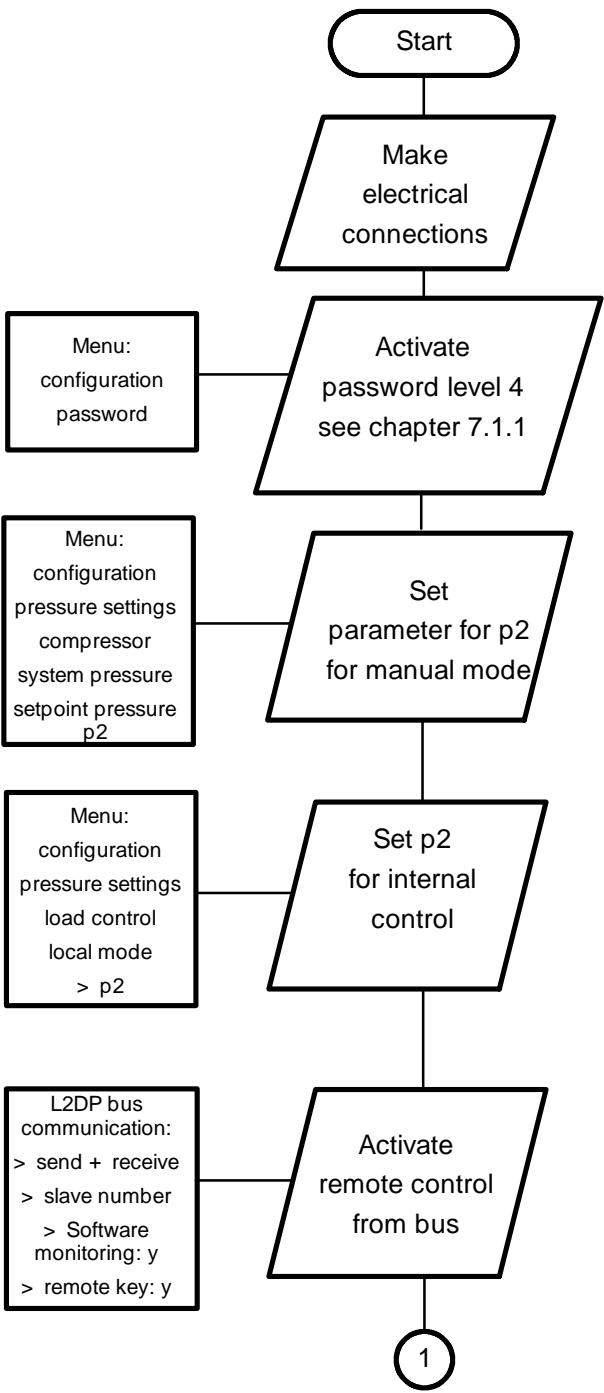 Start
Make
electrical
connections
Menu:
configuration
password
Activate
password level 4
see chapter 7.1.1
Menu:
configuration
pressure settings
compressor
system pressure
setpoint pressure
p2
Set
parameter for p2
for manual mode
Menu:
configuration
pressure settings
load control
local mode
> p2
Set p2
for internal
control
L2DP bus
communication:
> send + receive
> slave number
> Software
monitoring: y
> remote key: y
Activate
remote control
from bus
1